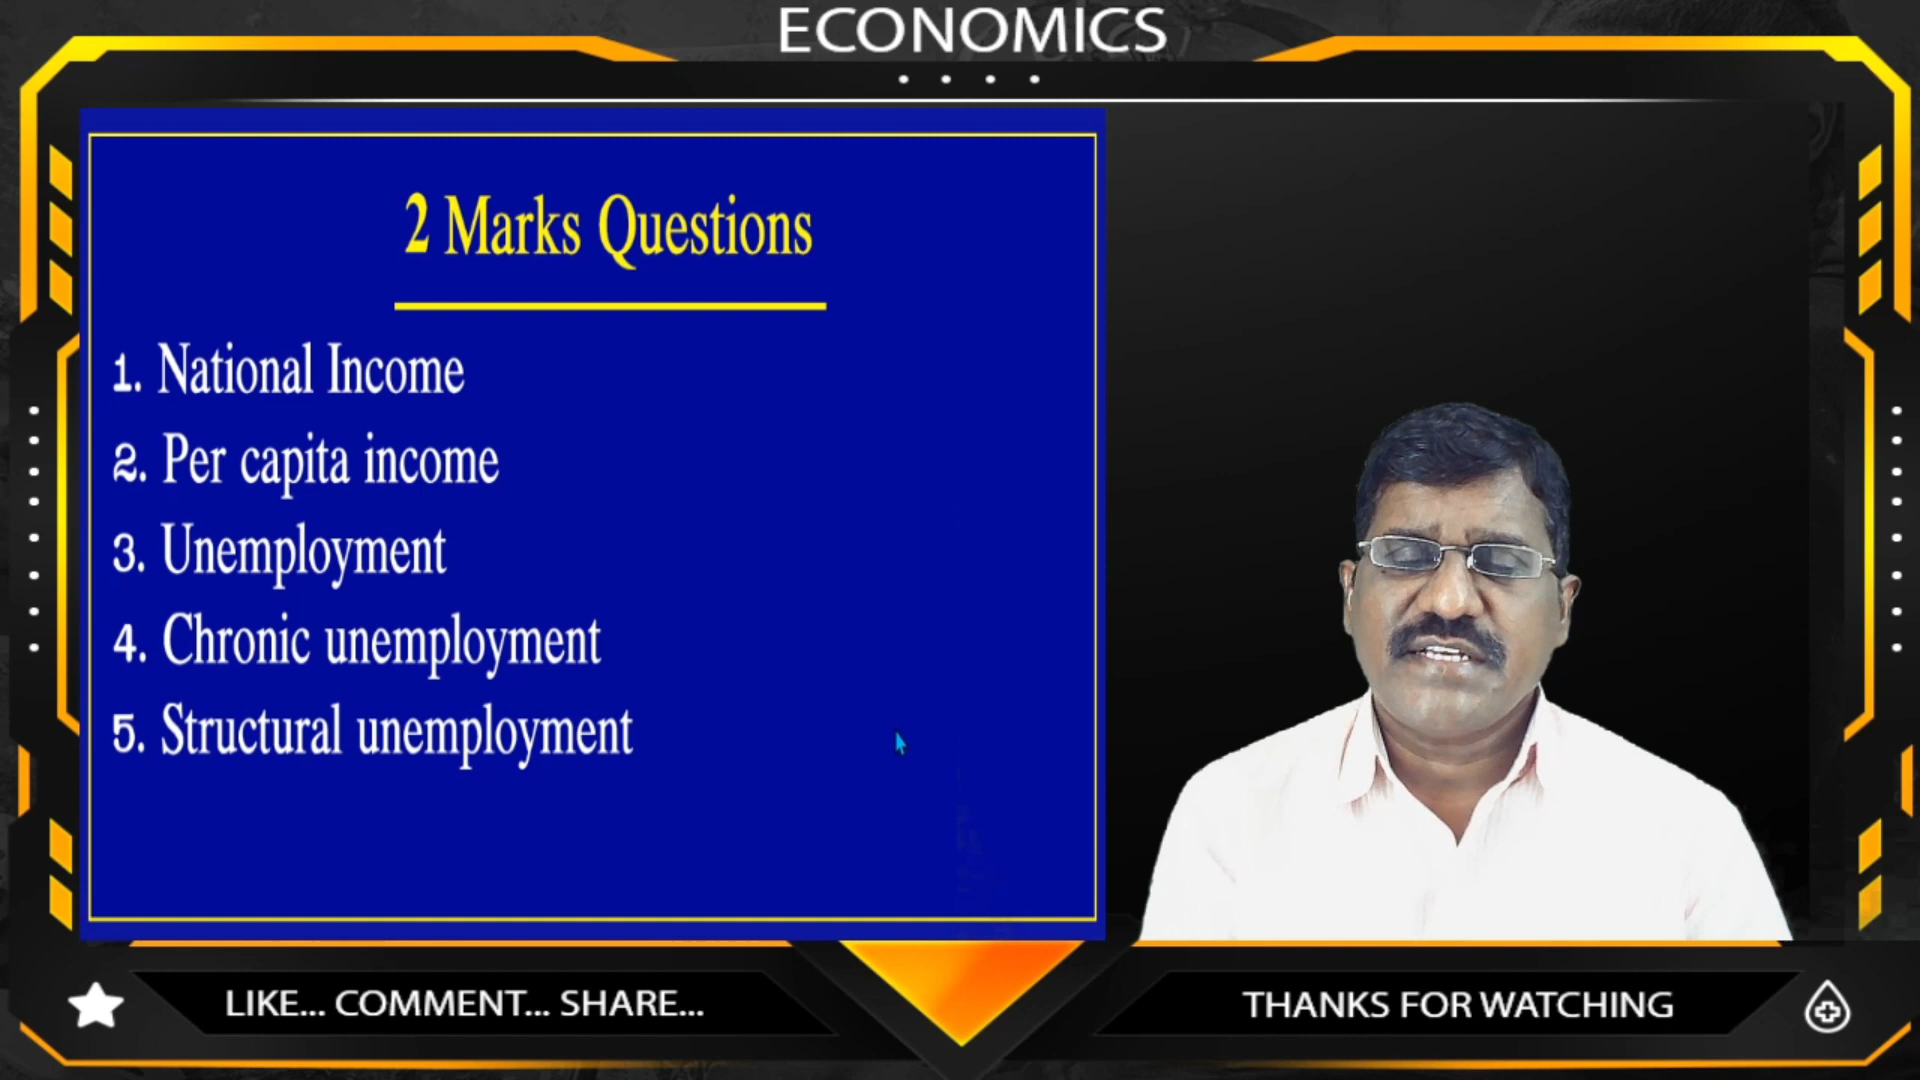 ECONOMICS
2 Marks Questions
1. National Income
2. Per capita income
3. Unemployment
4. Chronic unemployment
5. Structural unemployment
LIKE... COMMENT... SHARE...
THANKS FOR WATCHING